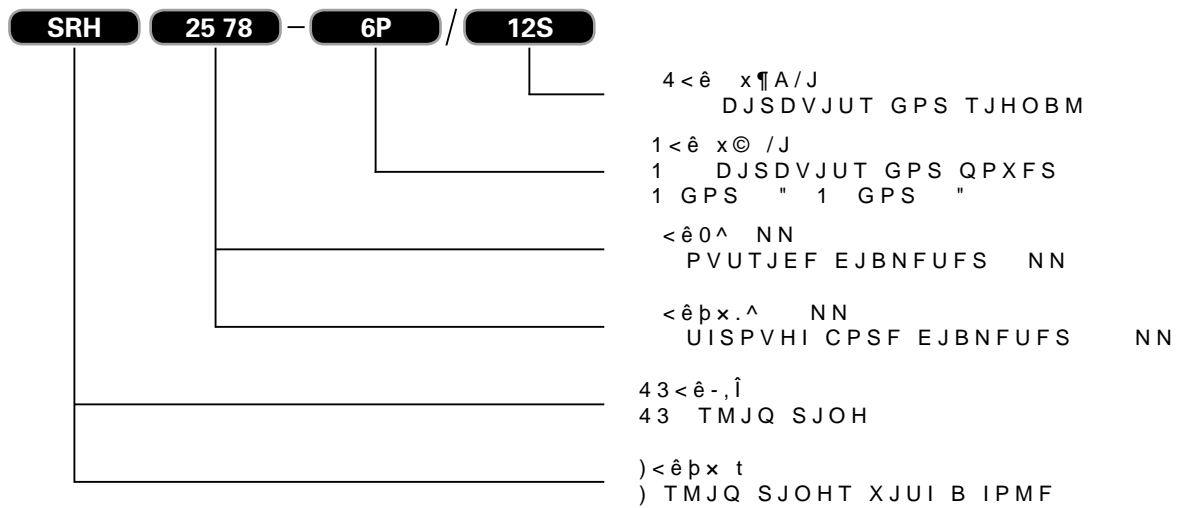 SRH 25 78 – 6P / 12S
4<ê x¶A/J
DJSDVJUT GPS TJHOBM
1<ê x© /J
1 DJSDVJUT GPS QPXFS
1 GPS " 1 GPS "
<ê0^ NN
PVUTJEF EJBNFUFS NN
<êþ×.^ NN
UISPVHI CPSF EJBNFUFS NN
43<ê-‚Î
43 TMJQ SJOH
)<êþ× t
) TMJQ SJOHT XJUI B IPMF